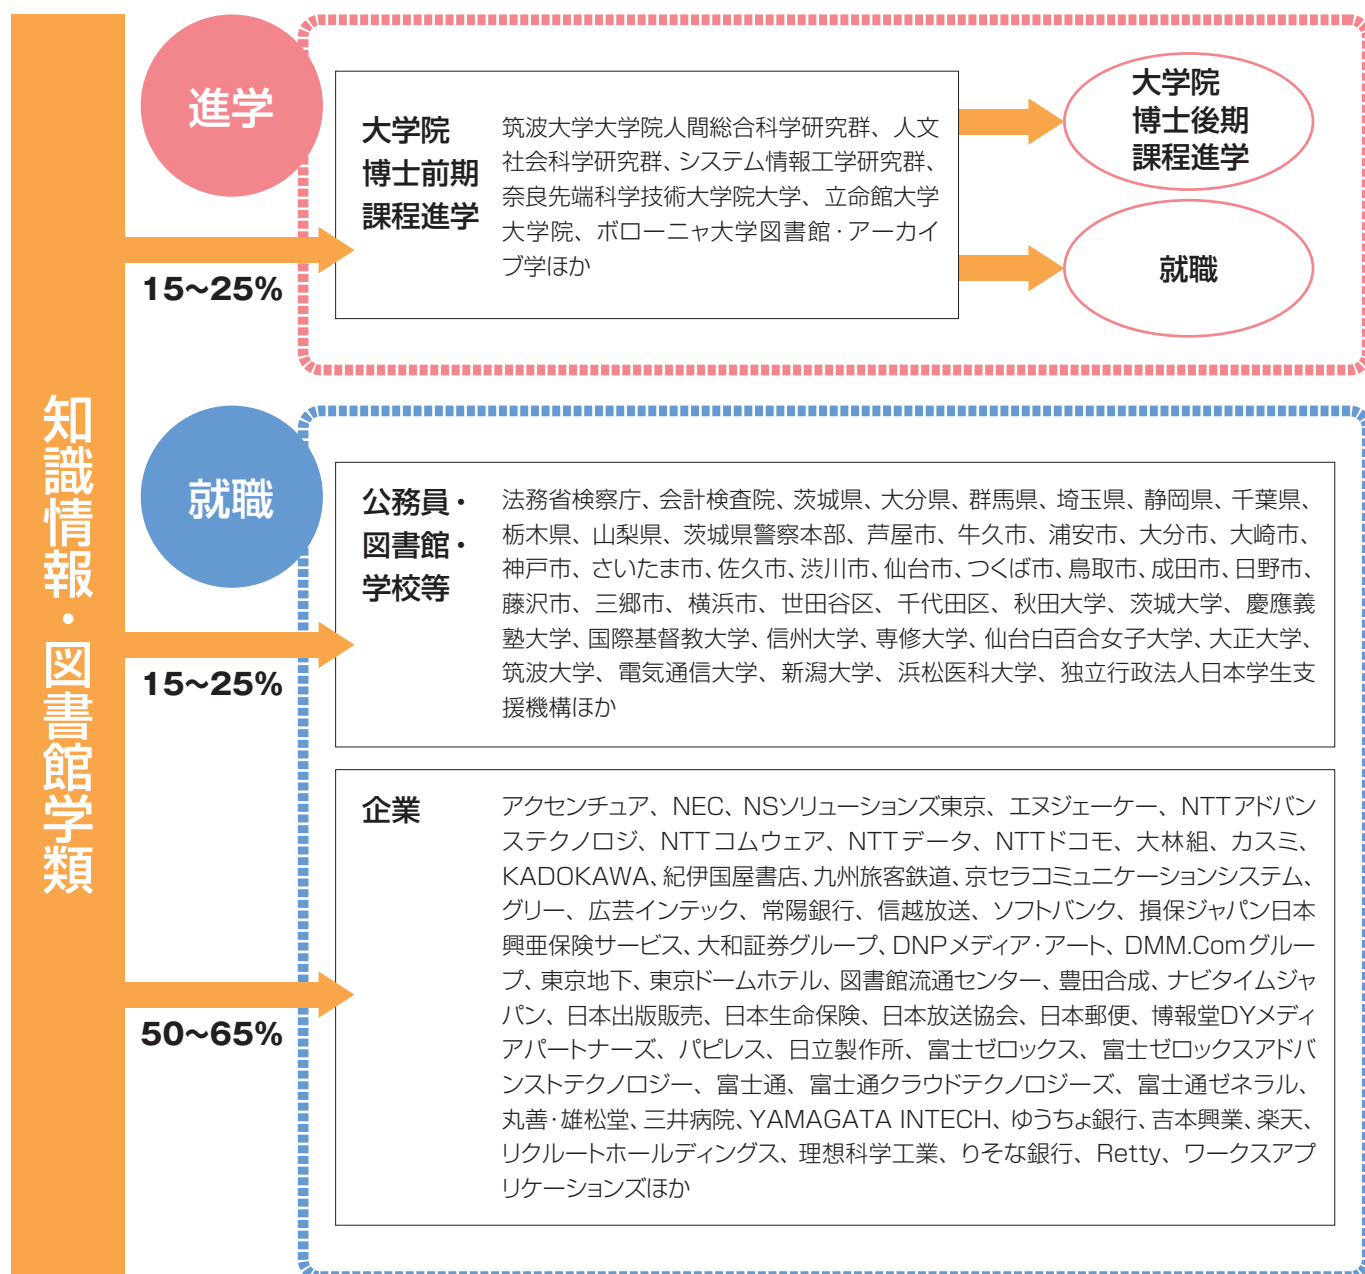 知識情報・図書館学類
進学
15~25%
大学院
博士前期
課程進学
筑波大学大学院人間総合科学研究群、人文
社会科学研究群、システム情報工学研究群、
奈良先端科学技術大学院大学、立命館大学
大学院、ボローニャ大学図書館・アーカイ
ブ学ほか
大学院
博士後期
課程進学
就職
就職
15~25%
公務員・
図書館・
学校等
法務省検察庁、会計検査院、茨城県、大分県、群馬県、埼玉県、静岡県、千葉県、
栃木県、山梨県、茨城県警察本部、芦屋市、牛久市、浦安市、大分市、大崎市、
神戸市、さいたま市、佐久市、渋川市、仙台市、つくば市、鳥取市、成田市、日野市、
藤沢市、三郷市、横浜市、世田谷区、千代田区、秋田大学、茨城大学、慶應義
塾大学、国際基督教大学、信州大学、専修大学、仙台白百合女子大学、大正大学、
筑波大学、電気通信大学、新潟大学、浜松医科大学、独立行政法人日本学生支
援機構ほか
50~65%
企業
アクセンチュア、NEC、NSソリューションズ東京、エヌジェーケー、NTTアドバン
ステクノロジ、NTTコムウェア、NTTデータ、NTTドコモ、大林組、カスミ、
KADOKAWA、紀伊国屋書店、九州旅客鉄道、京セラコミュニケーションシステム、
グリー、広芸インテック、常陽銀行、信越放送、ソフトバンク、損保ジャパン日本
興亜保険サービス、大和証券グループ、DNPメディア・アート、DMM.Comグルー
プ、東京地下、東京ドームホテル、図書館流通センター、豊田合成、ナビタイムジャ
パン、日本出版販売、日本生命保険、日本放送協会、日本郵便、博報堂DYメディ
アパートナーズ、パピレス、日立製作所、富士ゼロックス、富士ゼロックスアドバ
ンストテクノロジー、富士通、富士通クラウドテクノロジーズ、富士通ゼネラル、
丸善・雄松堂、三井病院、YAMAGATA INTECH、ゆうちょ銀行、吉本興業、楽天、
リクルートホールディングス、理想科学工業、りそな銀行、Retty、ワークスアプ
リケーションズほか